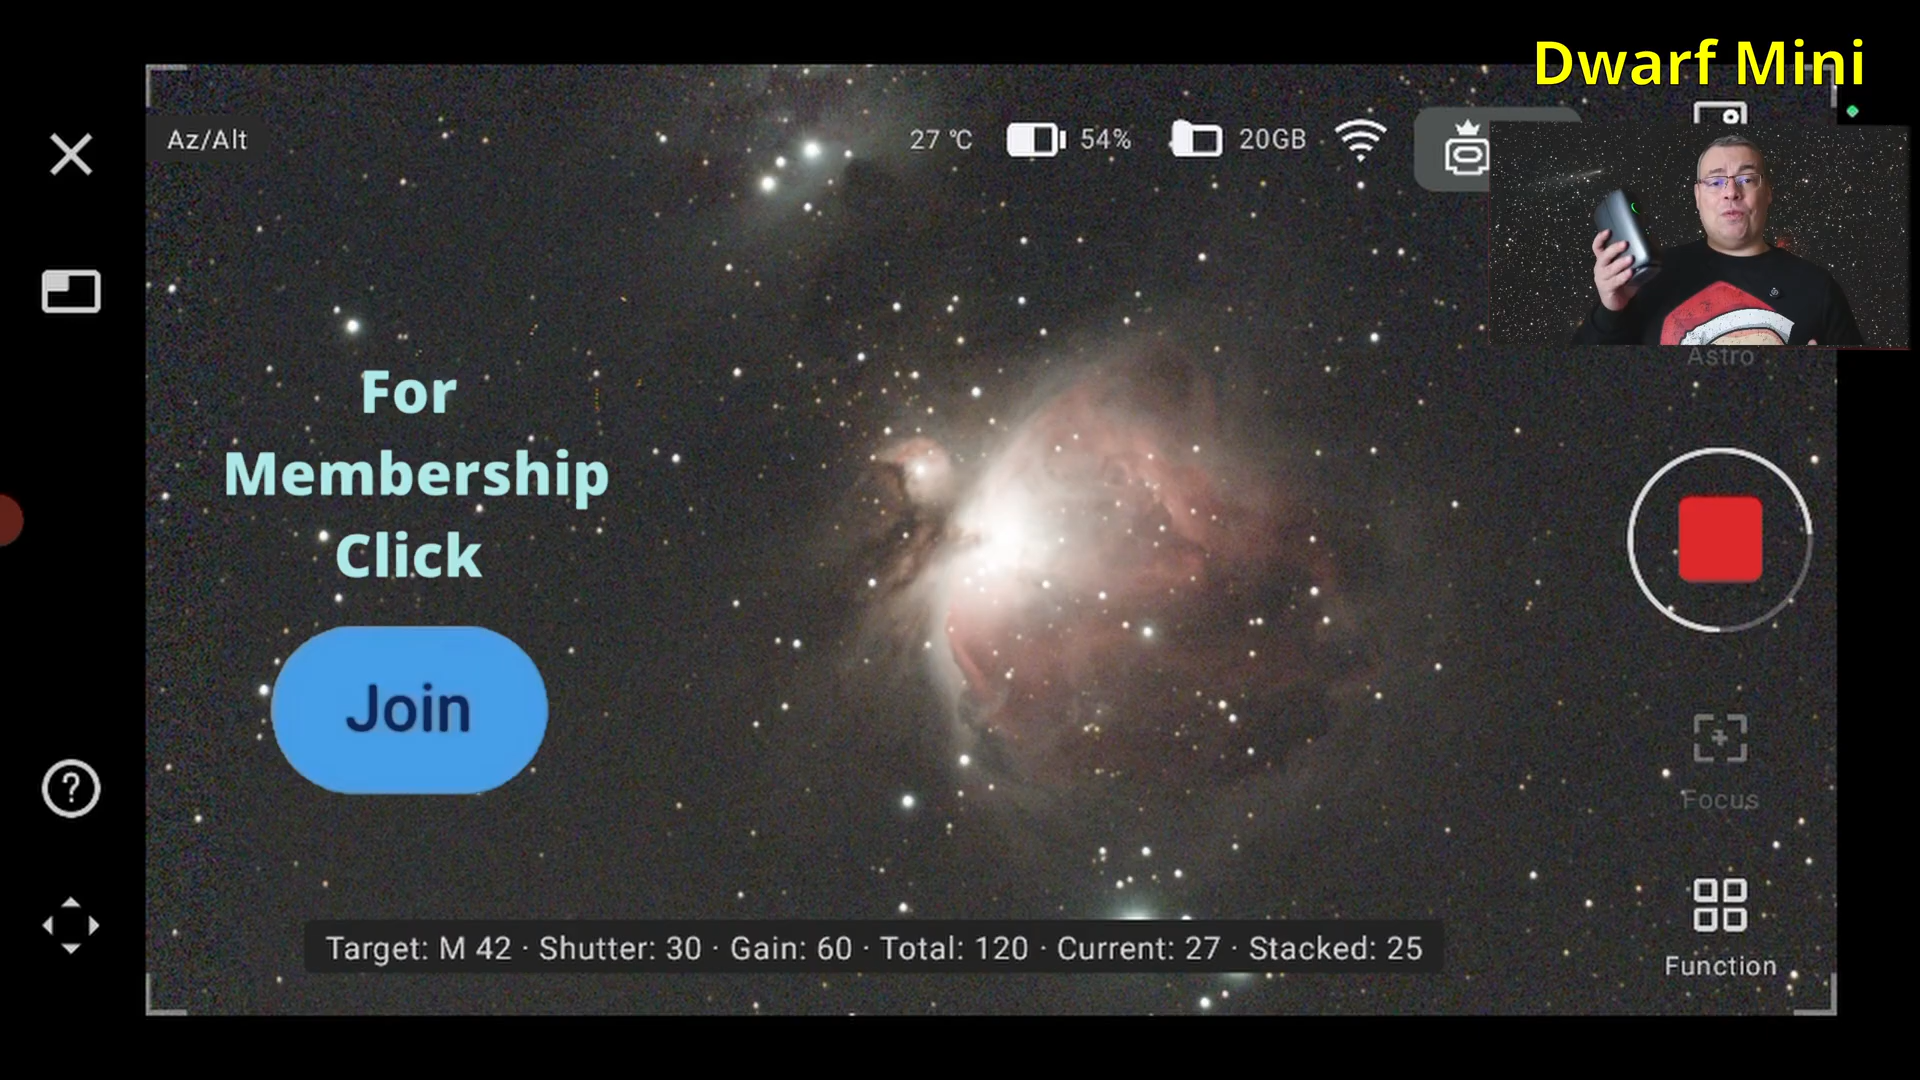 Dwarf Mini
Az/Alt
27 ℃
54%
20GB
Astro
For
Membership
Click
Join
Focus
Target: M 42 · Shutter: 30 · Gain: 60 · Total: 120 · Current: 27 · Stacked: 25
Function